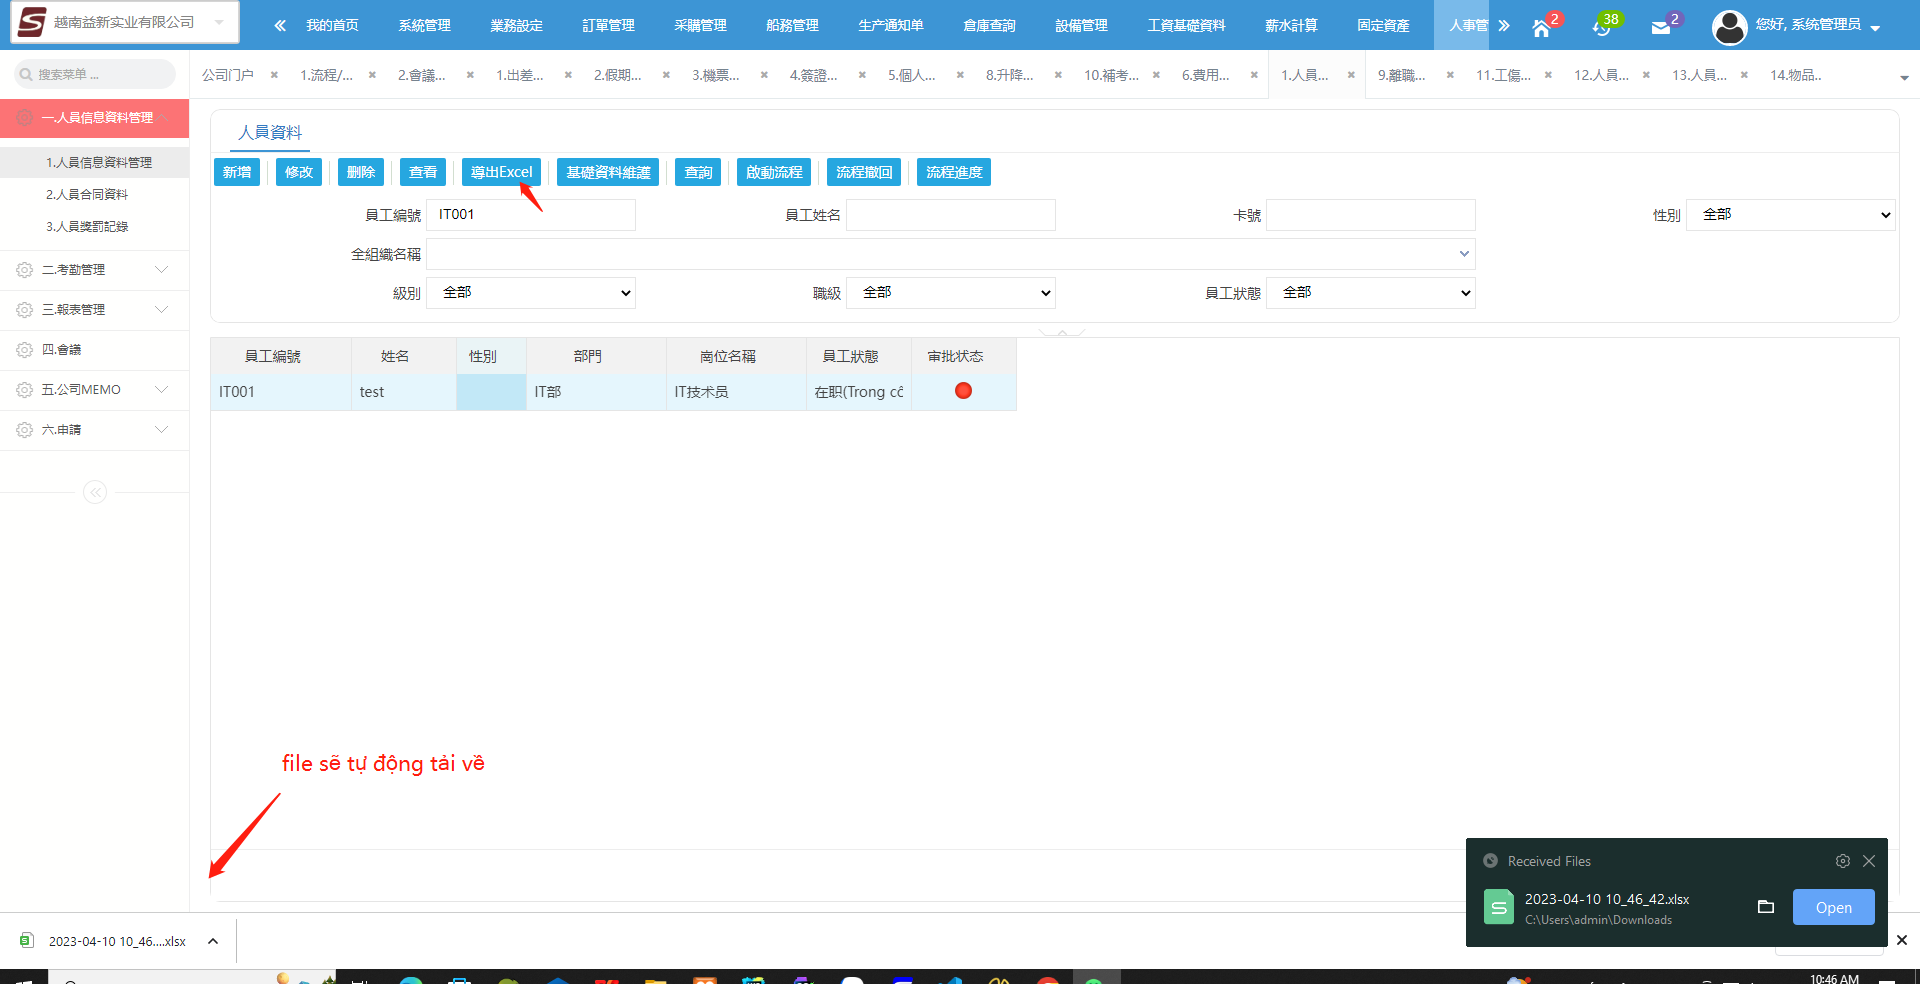 越南益新实业有限公司
我的首页 系統管理 業務設定 訂單管理 采購管理 船務管理 生产通知单 倉庫查詢 設備管理 工資基礎資料 薪水計算 固定資產 人事管 2 38 2 您好, 系统管理员
搜索菜单 ...
公司门户 1.流程/... 2.會議... 1.出差... 2.假期... 3.機票... 4.簽證... 5.個人... 8.升降... 10.補考... 6.費用... 1.人員... 9.離職... 11.工傷... 12.人員... 13.人員... 14.物品..
一.人員信息資料管理
1.人員信息資料管理
2.人員合同資料
3.人員獎罰記錄
二.考勤管理
三.報表管理
四.會議
五.公司MEMO
六.申請
人員資料
新增 修改 刪除 查看 導出Excel 基礎資料維護 查詢 啟動流程 流程撤回 流程進度
員工編號 IT001 員工姓名 卡號 性別 全部
全組織名稱
級別 全部 職級 全部 員工狀態 全部
員工編號 姓名 性別 部門 崗位名稱 員工狀態 审批状态
IT001 test IT部 IT技术员 在职(Trong cô
file sẽ tự động tải về
Received Files
2023-04-10 10_46_42.xlsx
C:\Users\admin\Downloads
Open
2023-04-10 10_46....xlsx
10:46 AM